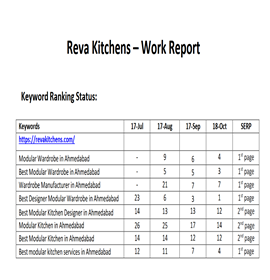 Reva Kitchens – Work Report
Keyword Ranking Status:
Keywords 17-Jul 17-Aug 17-Sep 18-Oct SERP
https://revakitchens.com/
Modular Wardrobe in Ahmedabad - 9 6 4 1st page
Best Modular Wardrobe in Ahmedabad - 5 5 3 1st page
Wardrobe Manufacturer in Ahmedabad - 21 7 7 1st page
Best Designer Modular Wardrobe in Ahmedabad 23 6 3 1 1st page
Best Modular Kitchen Designer in Ahmedabad 14 13 13 12 2nd page
Modular Kitchen in Ahmedabad 26 25 17 14 2nd page
Best Modular Kitchen in Ahmedabad 14 14 12 12 2nd page
Best modular kitchen services in Ahmedabad 12 11 7 4 1st page